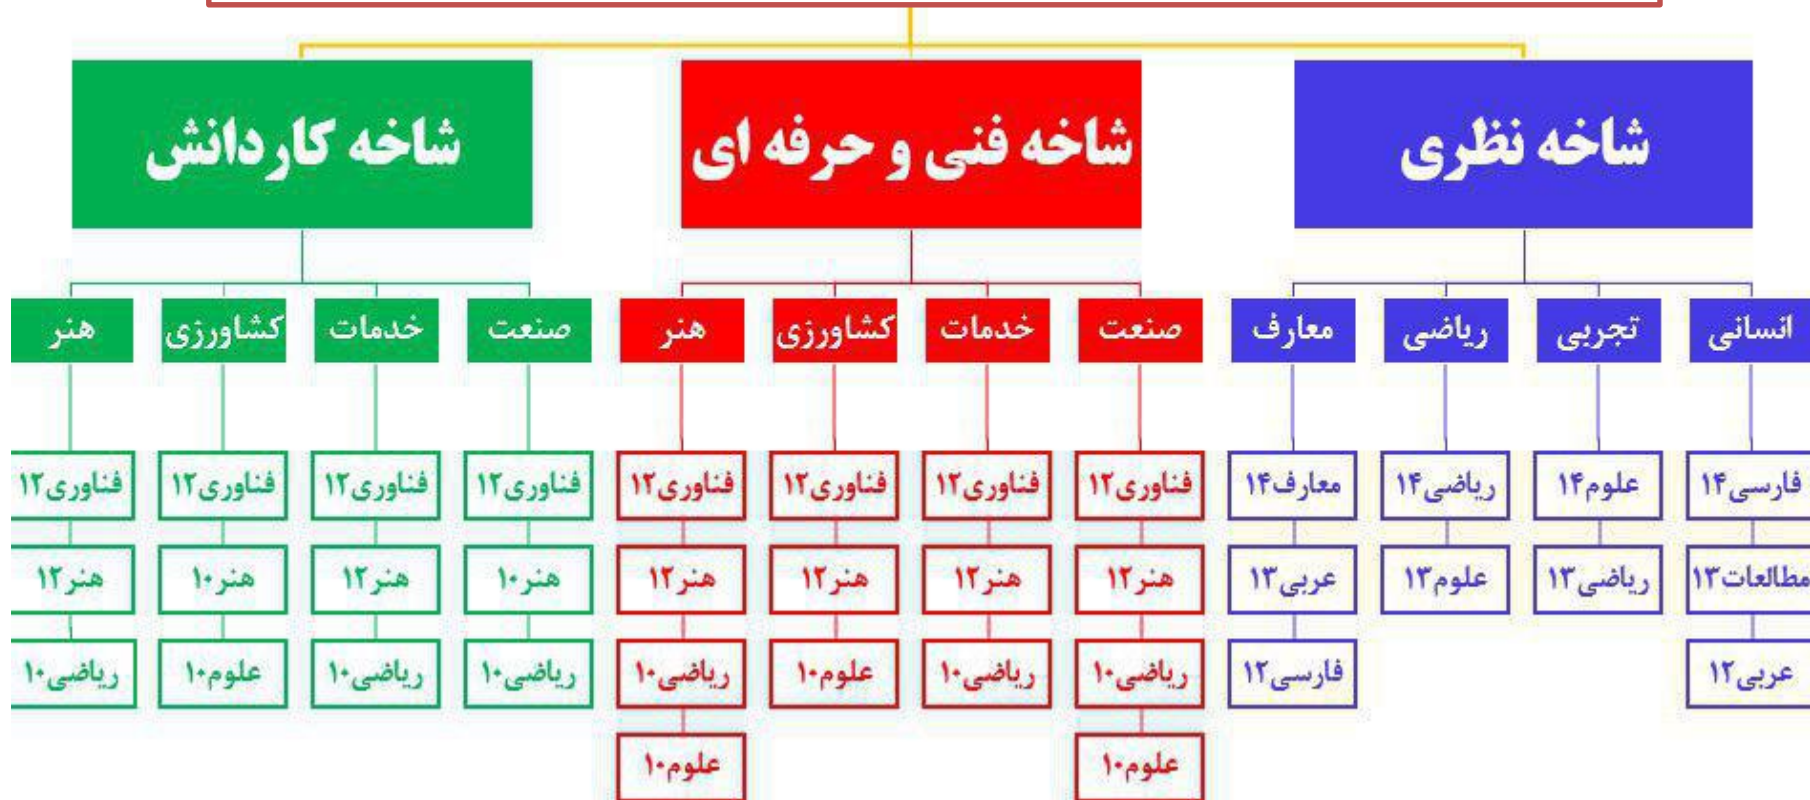 شاخه نظری
شاخه فنی و حرفه ای
شاخه کاردانش
انسانی
تجربی
ریاضی
معارف
صنعت
خدمات
کشاورزی
هنر
صنعت
خدمات
کشاورزی
هنر
فارسی۱۴
علوم۱۴
ریاضی۱۴
معارف۱۴
فناوری۱۲
فناوری۱۲
فناوری۱۲
فناوری۱۲
فناوری۱۲
فناوری۱۲
فناوری۱۲
فناوری۱۲
مطالعات۱۳
ریاضی۱۳
علوم۱۳
عربی۱۳
هنر۱۲
هنر۱۲
هنر۱۲
هنر۱۲
هنر۱۰
هنر۱۲
هنر۱۰
هنر۱۲
عربی۱۲
فارسی۱۲
ریاضی۱۰
ریاضی۱۰
علوم۱۰
ریاضی۱۰
ریاضی۱۰
ریاضی۱۰
علوم۱۰
ریاضی۱۰
علوم۱۰
علوم۱۰